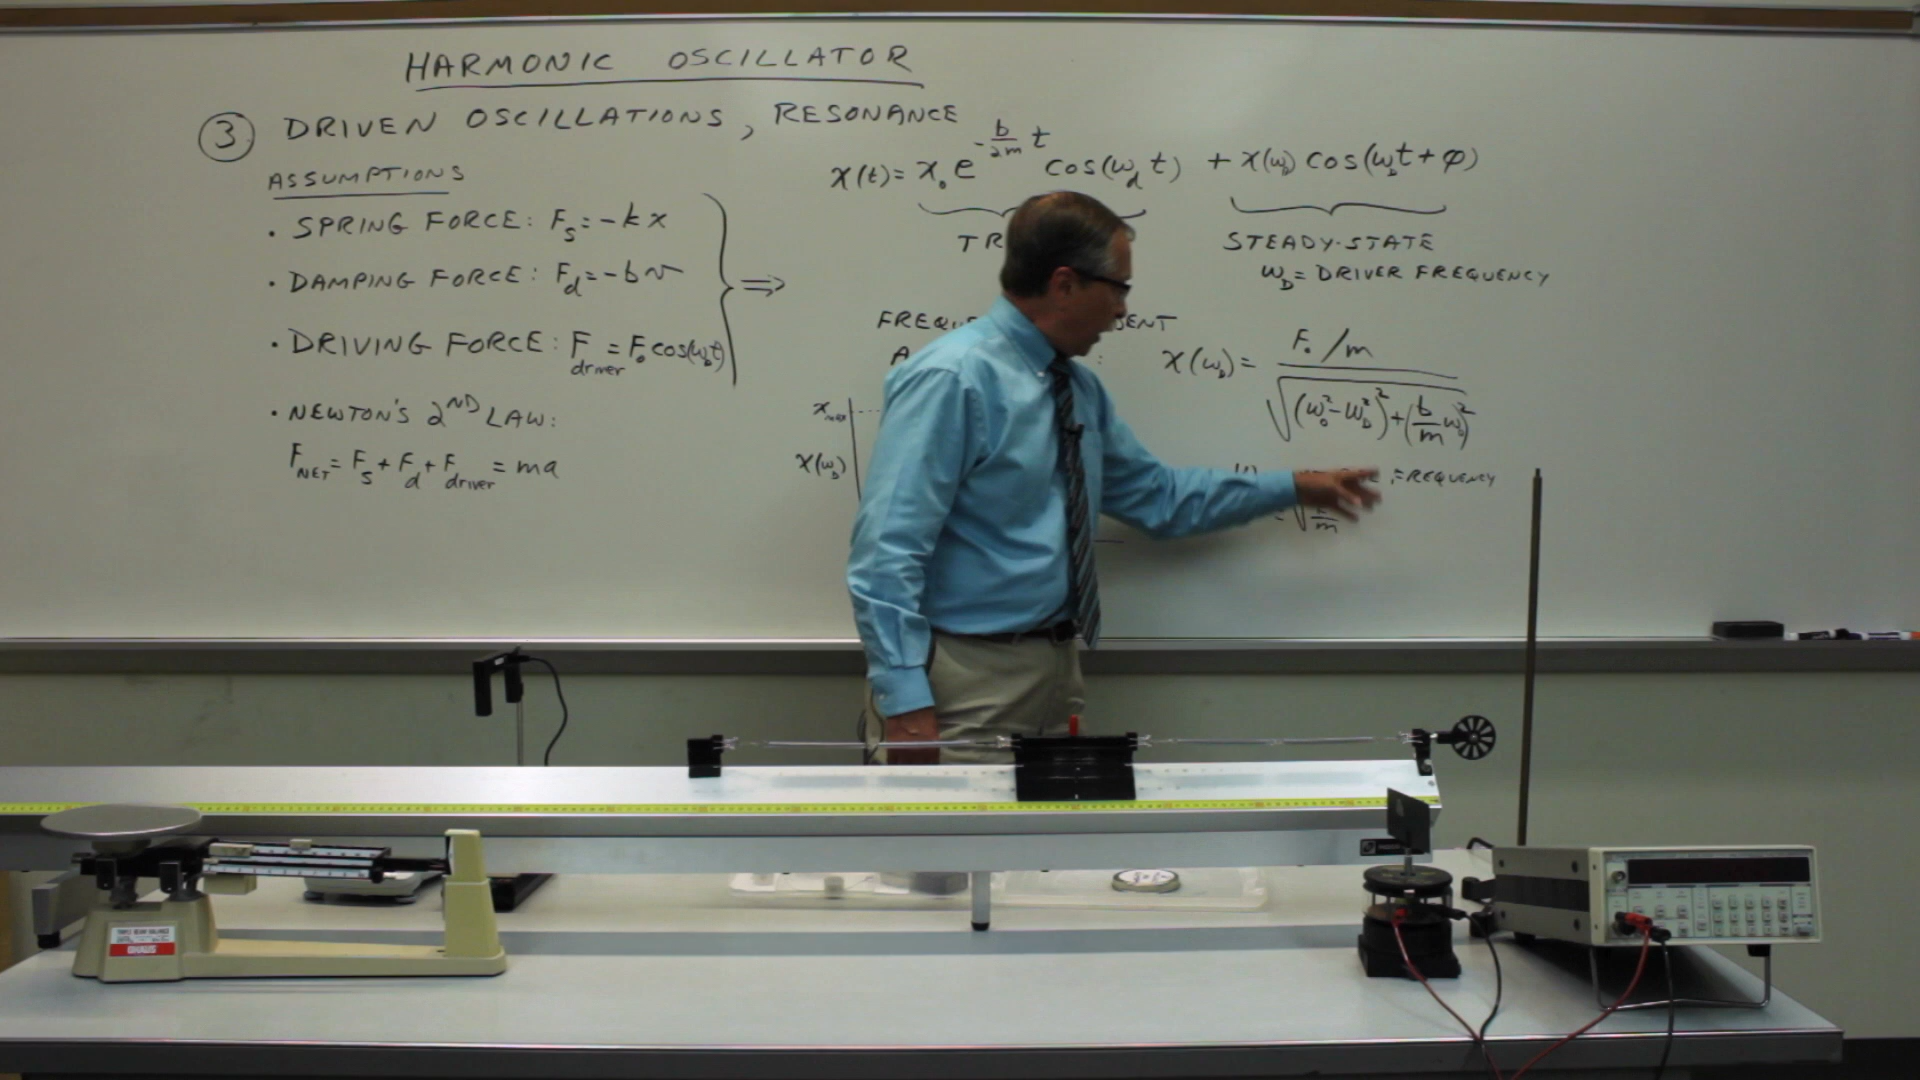 HARMONIC OSCILLATOR
③ DRIVEN OSCILLATIONS, RESONANCE
ASSUMPTIONS
• SPRING FORCE: F_s = -kx
• DAMPING FORCE: F_d = -bv
• DRIVING FORCE: F_driver = F₀ cos(ω_D t)
• NEWTON'S 2ND LAW:
F_NET = F_s + F_d + F_driver = ma
⇒
x(t) = x₀ e^(-b/2m t) cos(ω_d t) + x(ω_D) cos(ω_D t + φ)
STEADY-STATE
ω_D = DRIVER FREQUENCY
x(ω_D) = F₀/m / √((ω₀² - ω_D²)² + (b/m ω_D)²)
x(ω_D)
FREQUENCY
OHAUS